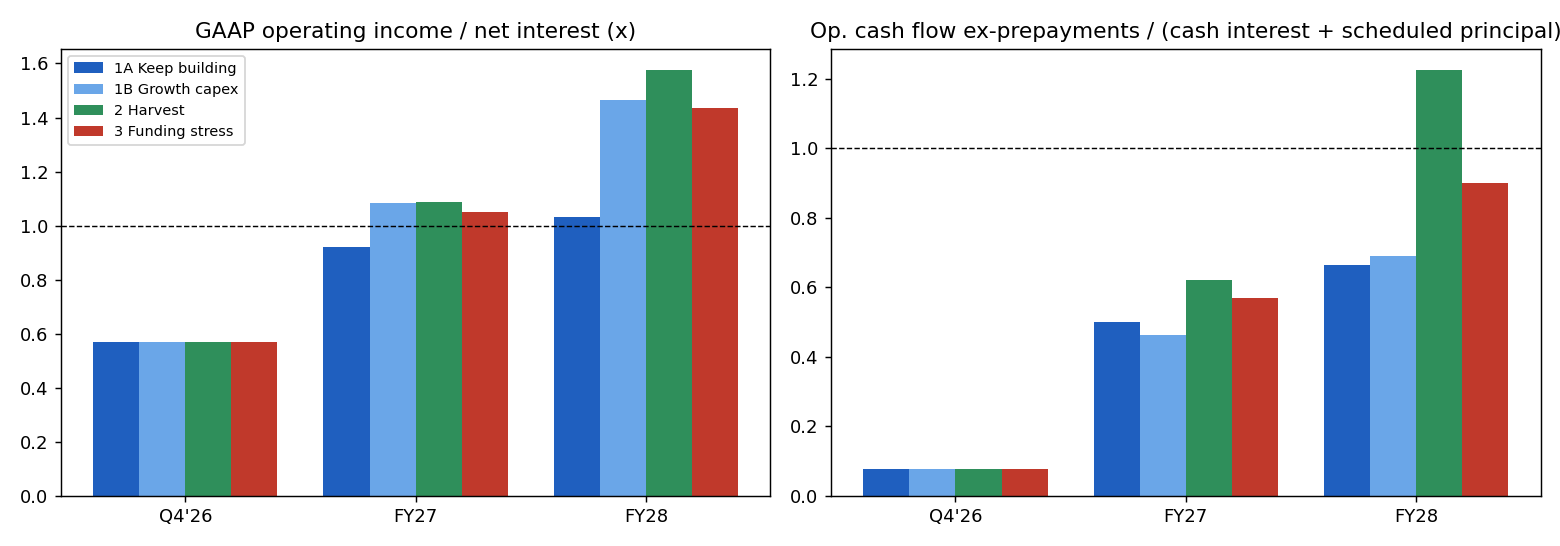 GAAP operating income / net interest (x)
1A Keep building
1B Growth capex
2 Harvest
3 Funding stress
1.6
1.4
1.2
1.0
0.8
0.6
0.4
0.2
0.0
Q4'26 FY27 FY28
Op. cash flow ex-prepayments / (cash interest + scheduled principal)
1.2
1.0
0.8
0.6
0.4
0.2
0.0
Q4'26 FY27 FY28